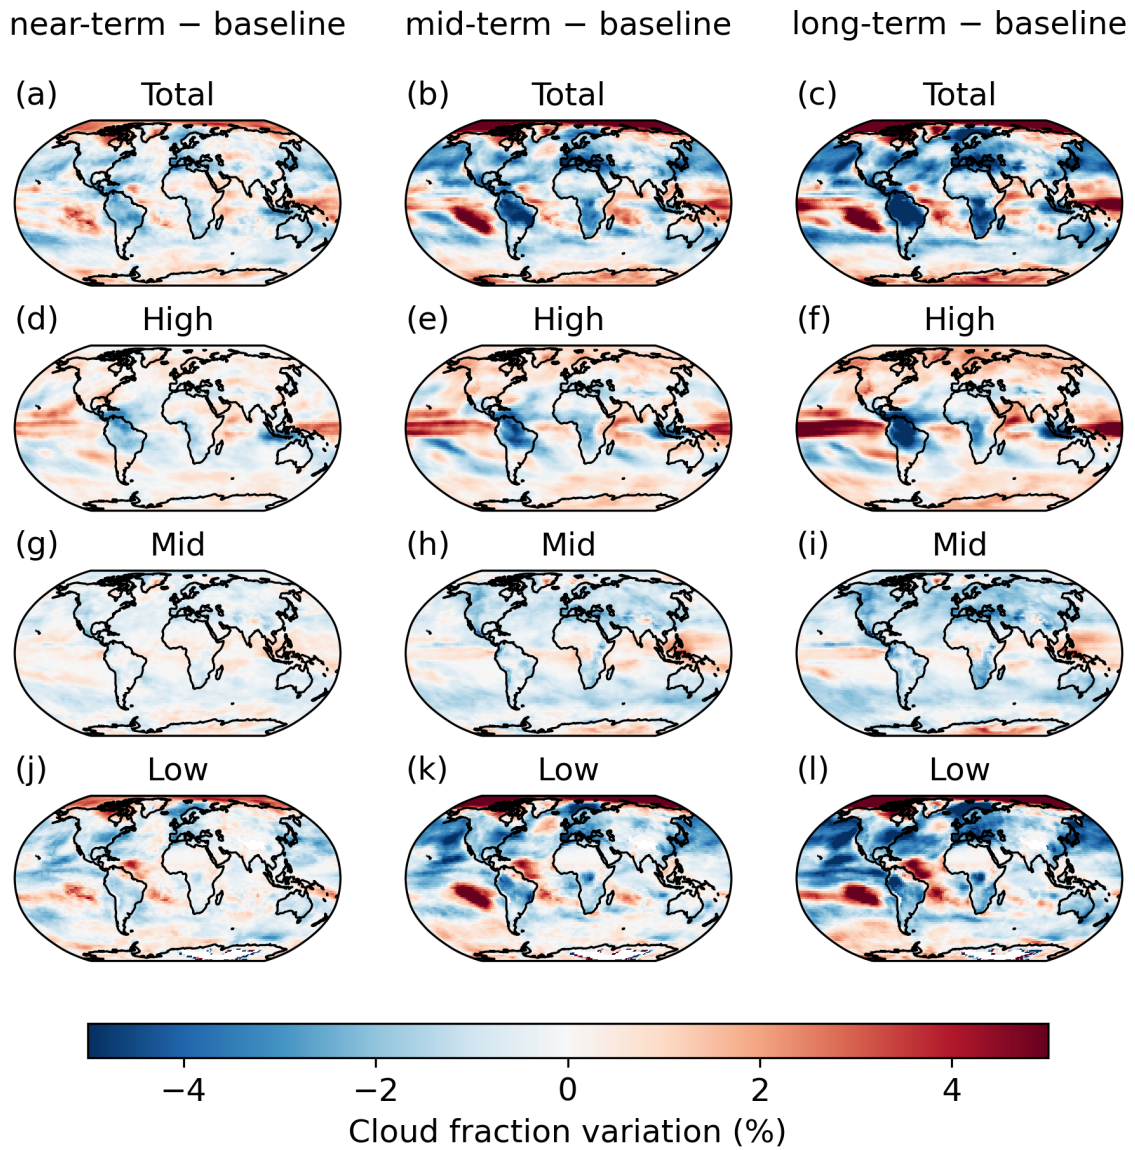 near-term − baseline mid-term − baseline long-term − baseline
(a) Total (b) Total (c) Total
(d) High (e) High (f) High
(g) Mid (h) Mid (i) Mid
(j) Low (k) Low (l) Low
−4 −2 0 2 4
Cloud fraction variation (%)